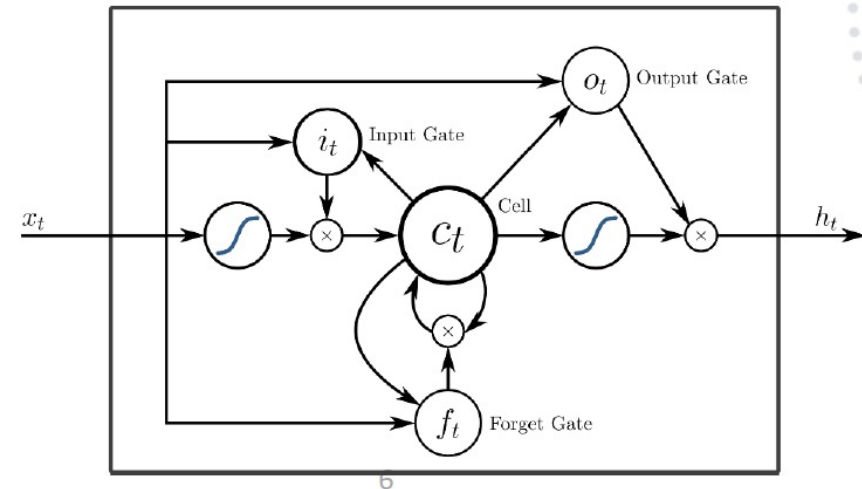 o_t Output Gate
i_t Input Gate
x_t
×
c_t
Cell
×
h_t
×
f_t Forget Gate
6